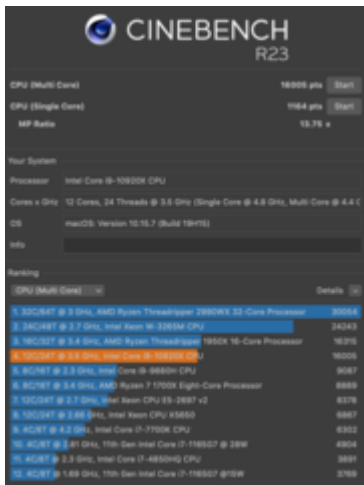 CINEBENCH
R23
CPU (Multi Core) 16005 pts Start
CPU (Single Core) 1164 pts Start
MP Ratio 13.75 x
Your System
Processor Intel Core i9-10920X CPU
Cores x GHz 12 Cores, 24 Threads @ 3.5 GHz (Single Core @ 4.8 GHz, Multi Core @ 4.4 G
OS macOS: Version 10.15.7 (Build 19H15)
Info
Ranking
CPU (Multi Core) Details
1. 32C/64T @ 3 GHz, AMD Ryzen Threadripper 2990WX 32-Core Processor 30054
2. 24C/48T @ 2.7 GHz, Intel Xeon W-3265M CPU 24243
3. 16C/32T @ 3.4 GHz, AMD Ryzen Threadripper 1950X 16-Core Processor 16315
4. 12C/24T @ 3.5 GHz, Intel Core i9-10920X CPU 16005
5. 8C/16T @ 2.3 GHz, Intel Core i9-9880H CPU 9087
6. 8C/16T @ 3.4 GHz, AMD Ryzen 7 1700X Eight-Core Processor 8889
7. 12C/24T @ 2.7 GHz, Intel Xeon CPU E5-2697 v2 8378
8. 12C/24T @ 2.66 GHz, Intel Xeon CPU X5650 6867
9. 4C/8T @ 4.2 GHz, Intel Core i7-7700K CPU 6302
10. 4C/8T @ 2.81 GHz, 11th Gen Intel Core i7-1165G7 @ 28W 4904
11. 4C/8T @ 2.3 GHz, Intel Core i7-4850HQ CPU 3891
12. 4C/8T @ 1.69 GHz, 11th Gen Intel Core i7-1165G7 @15W 3769